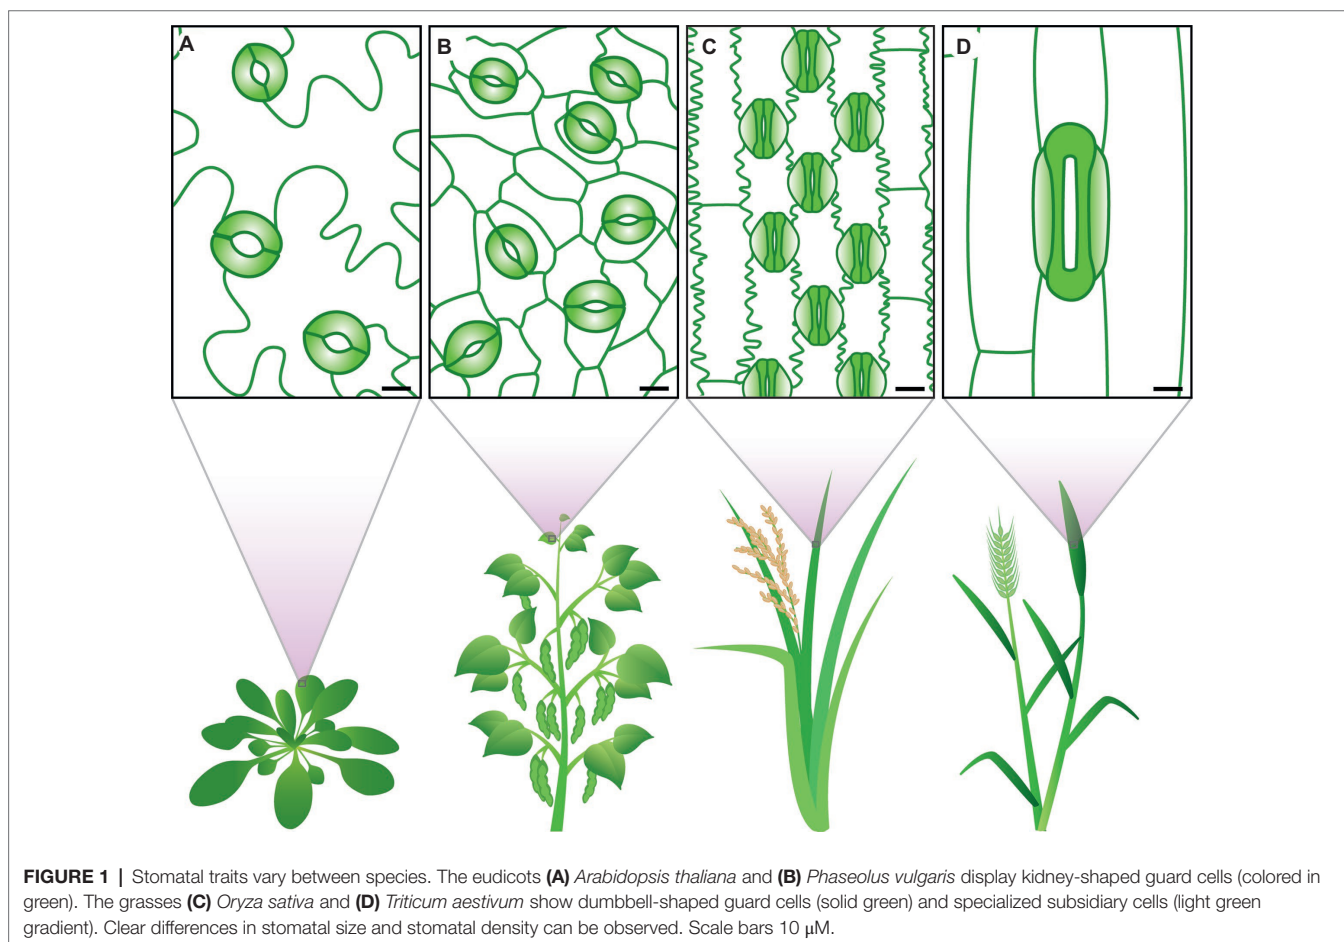 A
B
C
D
FIGURE 1 | Stomatal traits vary between species. The eudicots (A) Arabidopsis thaliana and (B) Phaseolus vulgaris display kidney-shaped guard cells (colored in
green). The grasses (C) Oryza sativa and (D) Triticum aestivum show dumbbell-shaped guard cells (solid green) and specialized subsidiary cells (light green
gradient). Clear differences in stomatal size and stomatal density can be observed. Scale bars 10 μM.